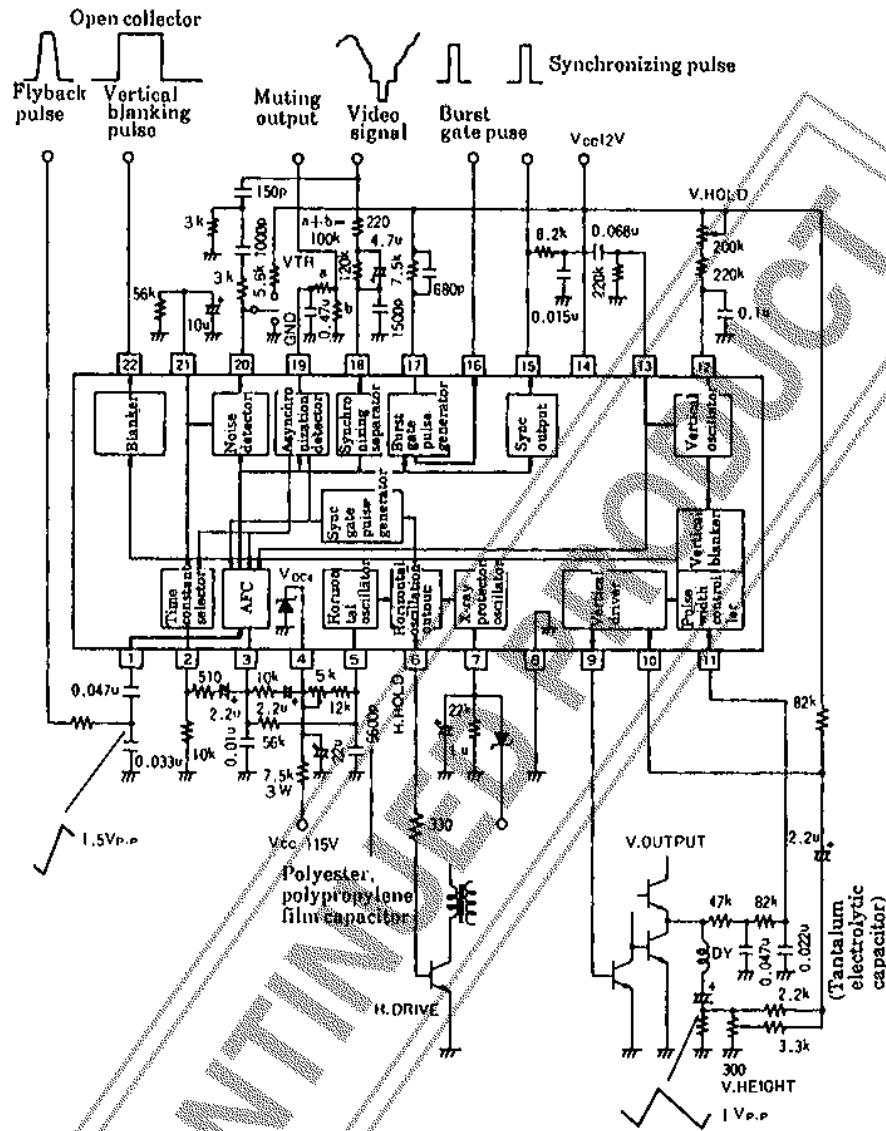 Open collector
Flyback pulse
Vertical blanking pulse
Muting output
Video signal
Burst gate puse
Synchronizing pulse
Vcc12V
V.HOLD
150p
3k
1000p
3k
5.6k
VTR
a+b= 100k
a
b
0.47u
GND
220
120k
4.7u
1500p
7.5k
680p
8.2k
0.015u
0.068u
220k
200k
220k
0.1u
56k
10u
22
21
20
19
18
17
16
15
14
13
12
Blanker
Noise detector
Asynchronization detector
Synchronizing separator
Burst gate pulse generator
Sync output
Vertical oscillator
Sync gate pulse generator
Vertical blanker
Time constant selector
AFC
Horizontal oscillator
Horizontal oscillation output
X-ray protector oscillator
Vertical driver
Pulse width controller
1
2
3
4
5
6
7
8
9
10
11
0.047u
0.033u
1.5VP.P
510
2.2u
10k
0.01u
10k
2.2u
56k
5k
12k
22u
7.5k 3W
Vcc 115V
5600p
Polyester, polypropylene film capacitor
H.HOLD
330
H.DRIVE
22k
1u
82k
2.2u
(Tantalum electrolytic capacitor)
V.OUTPUT
47k
82k
0.047u
0.022u
DY
2.2k
3.3k
300
V.HEIGHT
1VP.P
DISCONTINUED PRODUCT